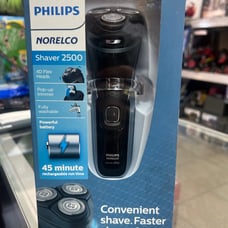 PHILIPS
NORELCO
Shaver 2500
4D Flex
Heads
Pop-up
trimmer
Fully
washable
Powerful
battery
45 minute
rechargeable run time
PHILIPS
Convenient
shave. Faster